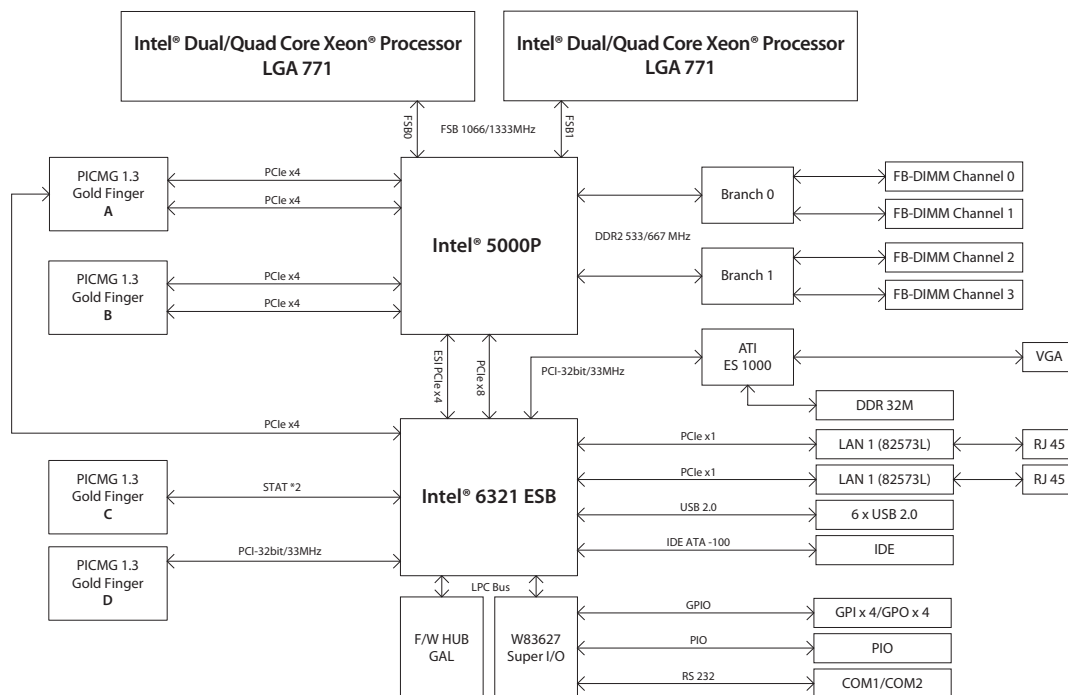 Intel® Dual/Quad Core Xeon® Processor
LGA 771
Intel® Dual/Quad Core Xeon® Processor
LGA 771
FSB0
FSB 1066/1333MHz
FSB1
PICMG 1.3
Gold Finger
A
PCIe x4
PCIe x4
Intel® 5000P
Branch 0
FB-DIMM Channel 0
FB-DIMM Channel 1
DDR2 533/667 MHz
PICMG 1.3
Gold Finger
B
PCIe x4
PCIe x4
Branch 1
FB-DIMM Channel 2
FB-DIMM Channel 3
ESI PCIe x4
PCIe x8
PCI-32bit/33MHz
ATI
ES 1000
VGA
DDR 32M
PCIe x4
Intel® 6321 ESB
PCIe x1
LAN 1 (82573L)
RJ 45
PCIe x1
LAN 1 (82573L)
RJ 45
PICMG 1.3
Gold Finger
C
STAT *2
USB 2.0
6 x USB 2.0
IDE ATA -100
IDE
PICMG 1.3
Gold Finger
D
PCI-32bit/33MHz
LPC Bus
F/W HUB
GAL
W83627
Super I/O
GPIO
GPI x 4/GPO x 4
PIO
PIO
RS 232
COM1/COM2